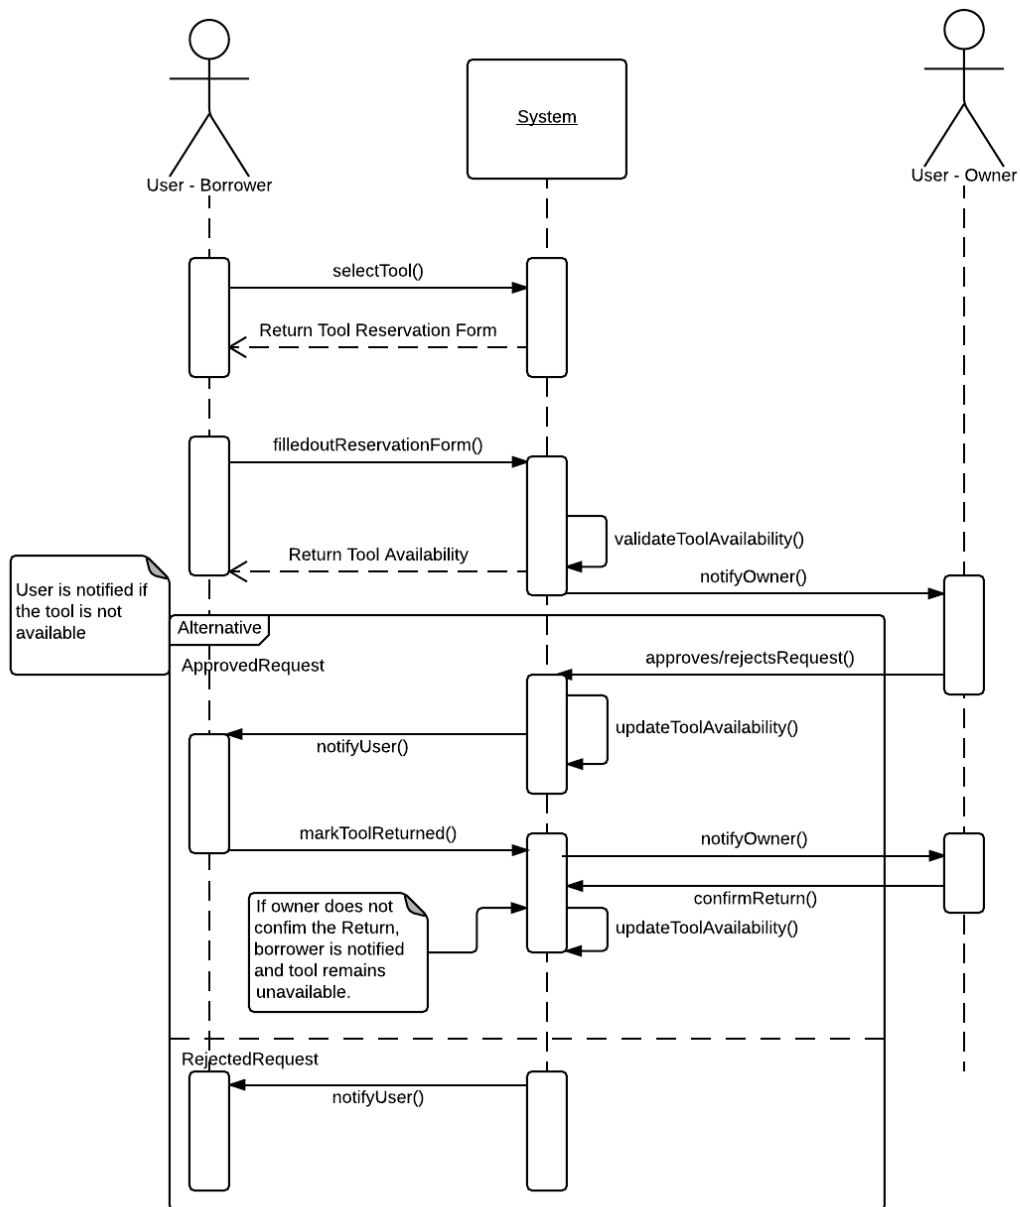 System
User - Borrower
User - Owner
selectTool()
Return Tool Reservation Form
filledoutReservationForm()
validateToolAvailability()
Return Tool Availability
notifyOwner()
User is notified if
the tool is not
available
Alternative
ApprovedRequest
approves/rejectsRequest()
updateToolAvailability()
notifyUser()
markToolReturned()
notifyOwner()
confirmReturn()
If owner does not
confim the Return,
borrower is notified
and tool remains
unavailable.
updateToolAvailability()
RejectedRequest
notifyUser()